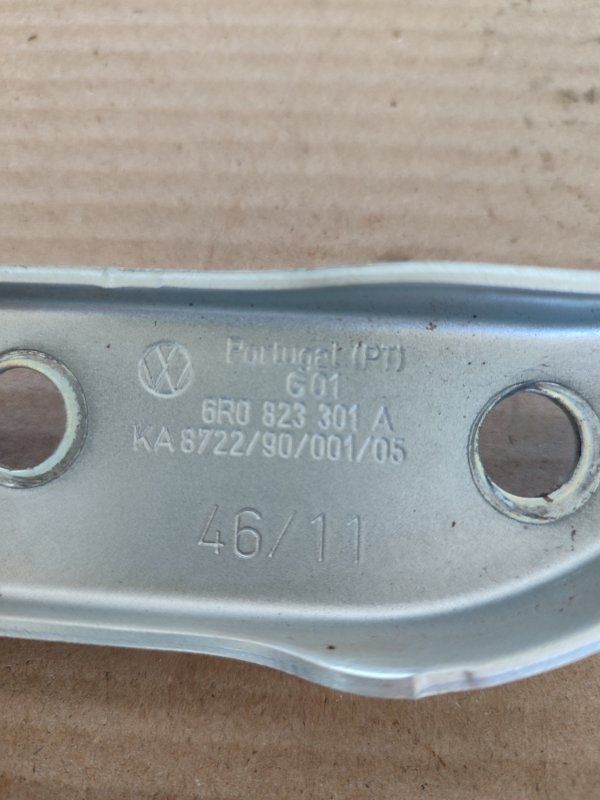 Portugal (PT)
G01
6R0 823 301 A
KA 8722/90/001/05
46/11